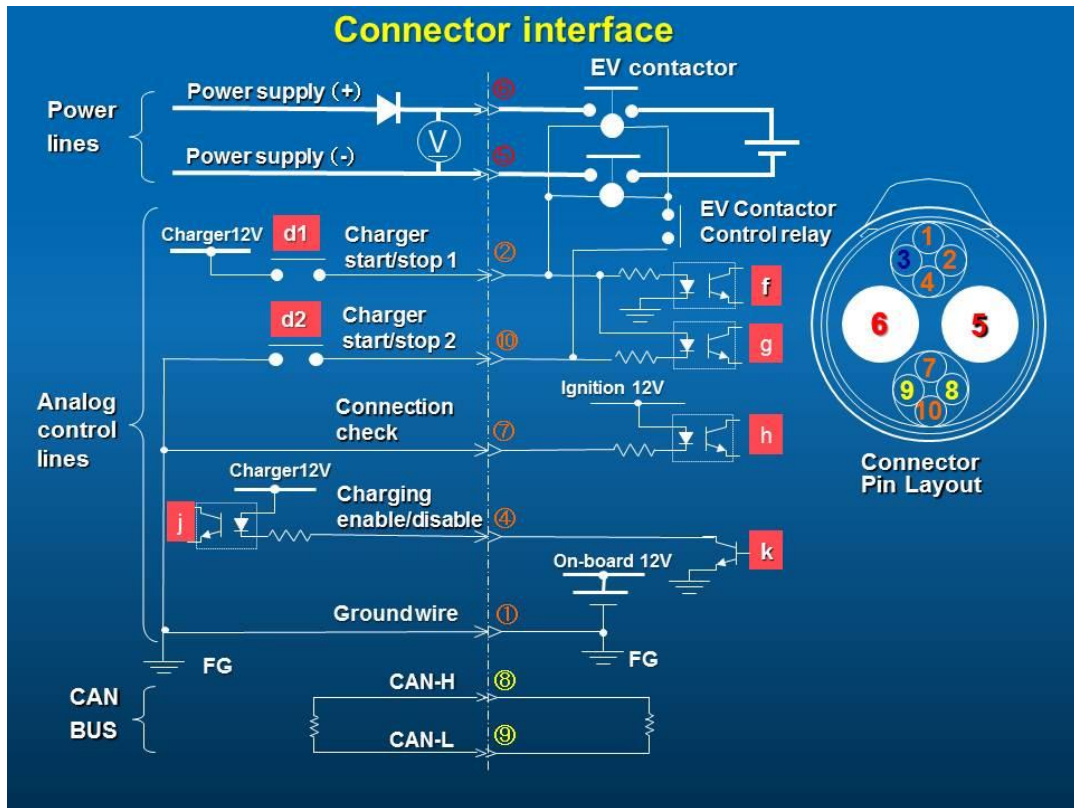 Connector interface
EV contactor
Power
lines
Power supply (+)
⑥
V
Power supply (-)
⑤
EV Contactor
Control relay
Analog
control
lines
Charger12V
d1
Charger
start/stop 1
②
f
d2
Charger
start/stop 2
⑩
g
Ignition 12V
Connection
check
⑦
h
Charger12V
j
Charging
enable/disable
④
k
On-board 12V
Ground wire
①
FG
FG
CAN
BUS
CAN-H
⑧
CAN-L
⑨
1
3
2
4
6
5
7
9
8
10
Connector
Pin Layout